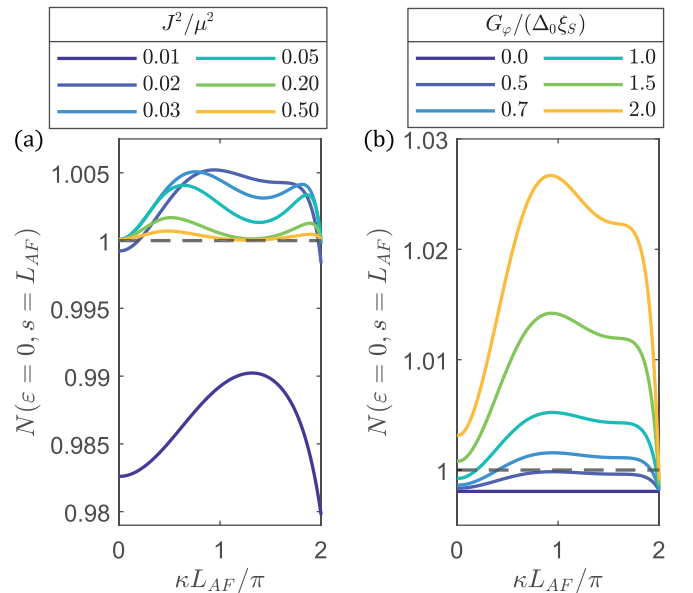 J²/μ²
0.01 0.05
0.02 0.20
0.03 0.50
G_φ/(Δ₀ξ_S)
0.0 1.0
0.5 1.5
0.7 2.0
(a)
N(ε = 0, s = L_AF)
1.005
1
0.995
0.99
0.985
0.98
0 1 2
κL_AF/π
(b)
N(ε = 0, s = L_AF)
1.03
1.02
1.01
1
0 1 2
κL_AF/π